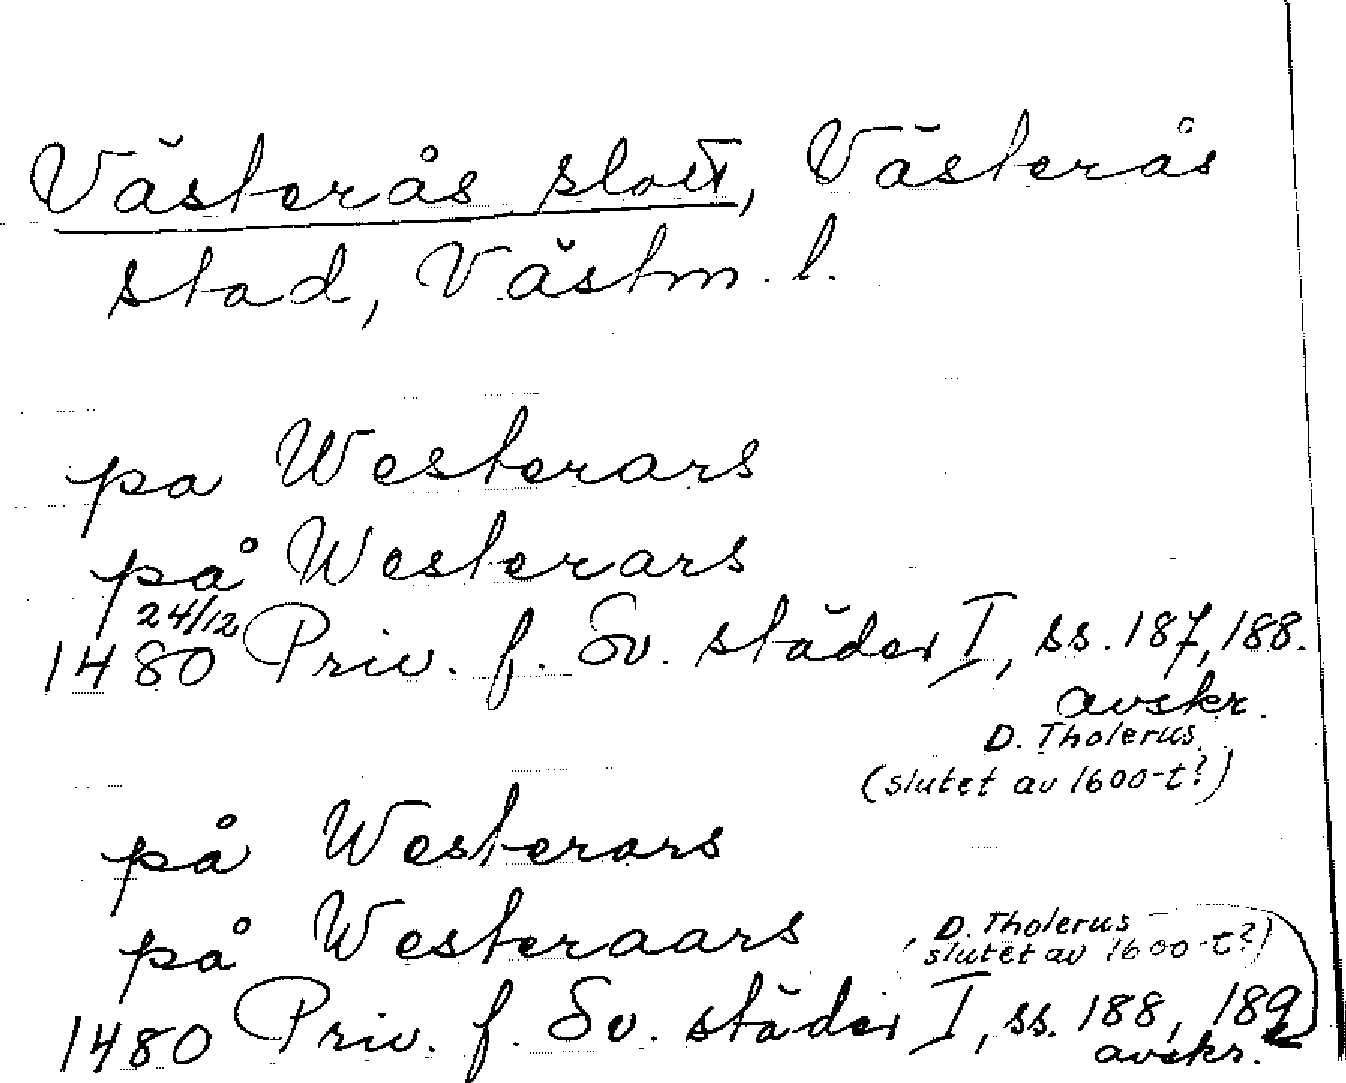 Västerås slott, Västerås
stad, Västm. l.
pa Westerars
på Westerars
24/12
1480 Priv. f. Sv. städer I, ss. 187, 188.
avskr.
D. Tholerus
(slutet av 1600-t?)
på Westerars
på Westeraars
(D. Tholerus
slutet av 1600-t?)
1480 Priv. f. Sv. städer I, ss. 188, 189
avskr.